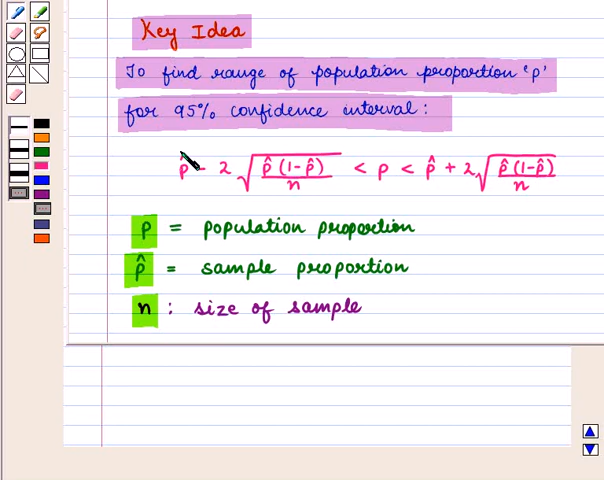 Key Idea
To find range of population proportion 'p'
for 95% confidence interval:
p̂ - 2 √(p̂(1-p̂)/n) < p < p̂ + 2 √(p̂(1-p̂)/n)
p = population proportion
p̂ = sample proportion
n : size of sample